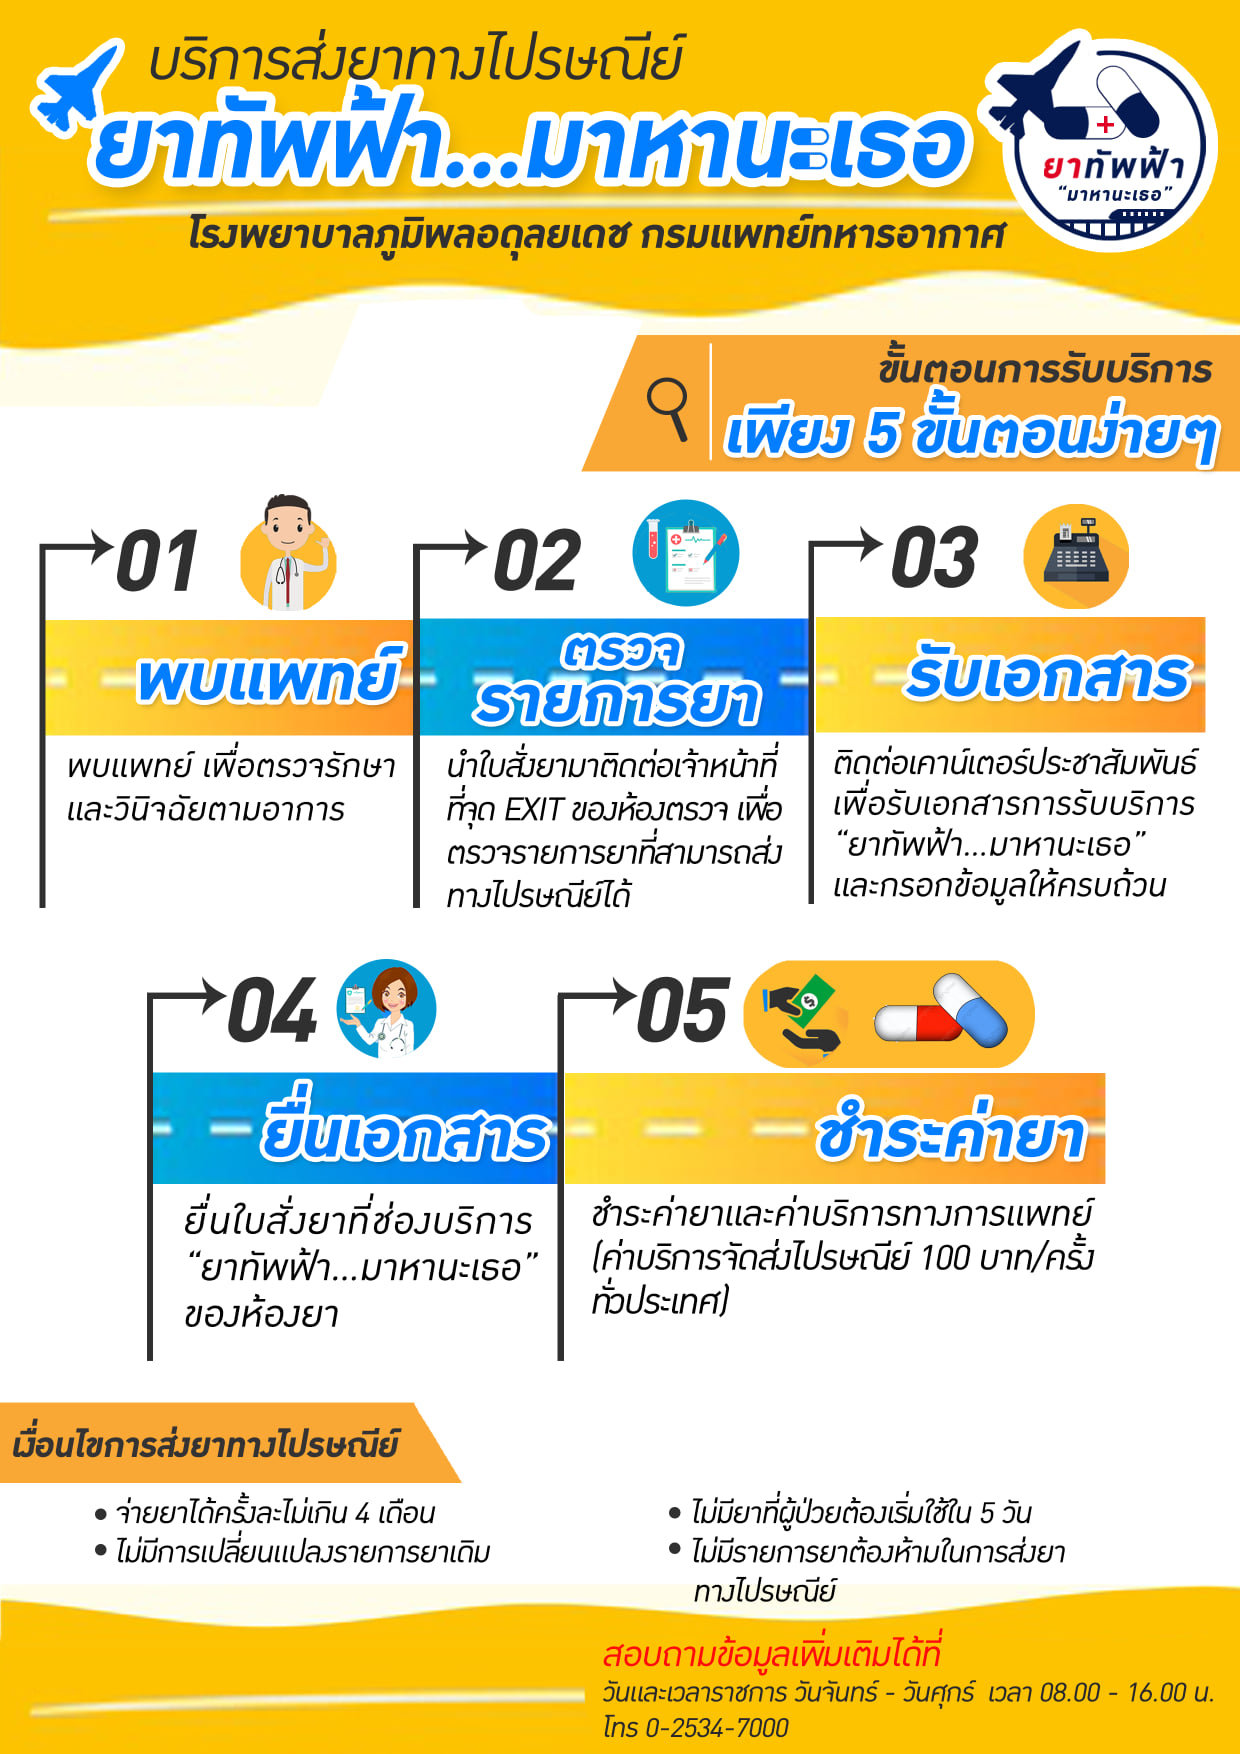 บริการส่งยาทางไปรษณีย์
ยาทัพฟ้า...มาหานะเธอ
ยาทัพฟ้า
“มาหานะเธอ”
โรงพยาบาลภูมิพลอดุลยเดช กรมแพทย์ทหารอากาศ
ขั้นตอนการรับบริการ
เพียง 5 ขั้นตอนง่ายๆ
01
พบแพทย์
พบแพทย์ เพื่อตรวจรักษา
และวินิจฉัยตามอาการ
02
ตรวจ
รายการยา
นำใบสั่งยามาติดต่อเจ้าหน้าที่
ที่จุด EXIT ของห้องตรวจ เพื่อ
ตรวจรายการยาที่สามารถส่ง
ทางไปรษณีย์ได้
03
รับเอกสาร
ติดต่อเคาน์เตอร์ประชาสัมพันธ์
เพื่อรับเอกสารการรับบริการ
“ยาทัพฟ้า...มาหานะเธอ”
และกรอกข้อมูลให้ครบถ้วน
04
ยื่นเอกสาร
ยื่นใบสั่งยาที่ช่องบริการ
“ยาทัพฟ้า...มาหานะเธอ”
ของห้องยา
05
ชำระค่ายา
ชำระค่ายาและค่าบริการทางการแพทย์
(ค่าบริการจัดส่งไปรษณีย์ 100 บาท/ครั้ง
ทั่วประเทศ)
เงื่อนไขการส่งยาทางไปรษณีย์
• จ่ายยาได้ครั้งละไม่เกิน 4 เดือน
• ไม่มีการเปลี่ยนแปลงรายการยาเดิม
• ไม่มียาที่ผู้ป่วยต้องเริ่มใช้ใน 5 วัน
• ไม่มีรายการยาต้องห้ามในการส่งยา
ทางไปรษณีย์
สอบถามข้อมูลเพิ่มเติมได้ที่
วันและเวลาราชการ วันจันทร์ - วันศุกร์ เวลา 08.00 - 16.00 น.
โทร 0-2534-7000